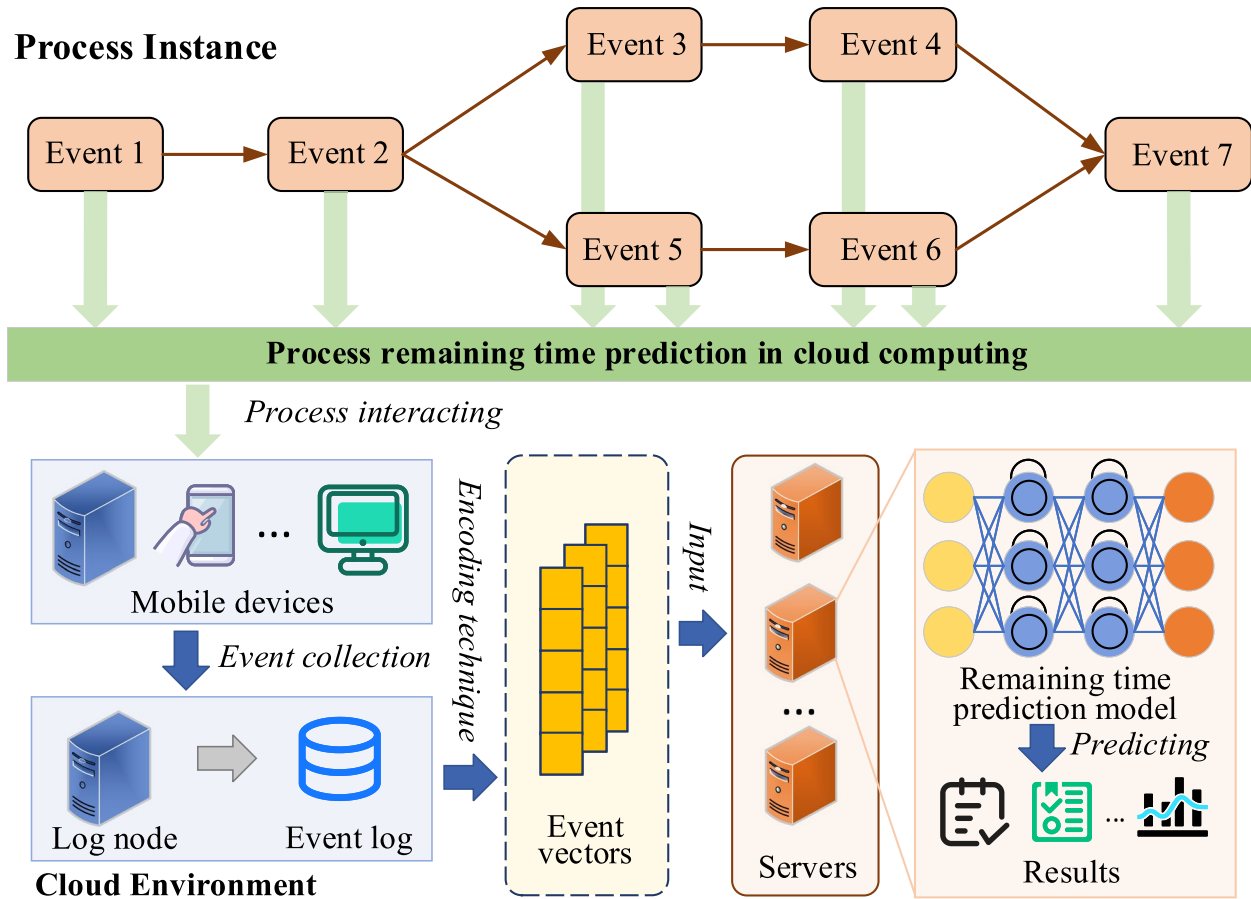 Process Instance
Event 3
Event 4
Event 1
Event 2
Event 7
Event 5
Event 6
Process remaining time prediction in cloud computing
Process interacting
...
Mobile devices
Event collection
Log node
Event log
Cloud Environment
Encoding technique
Event
vectors
Input
...
Servers
Remaining time
prediction model
Predicting
...
Results